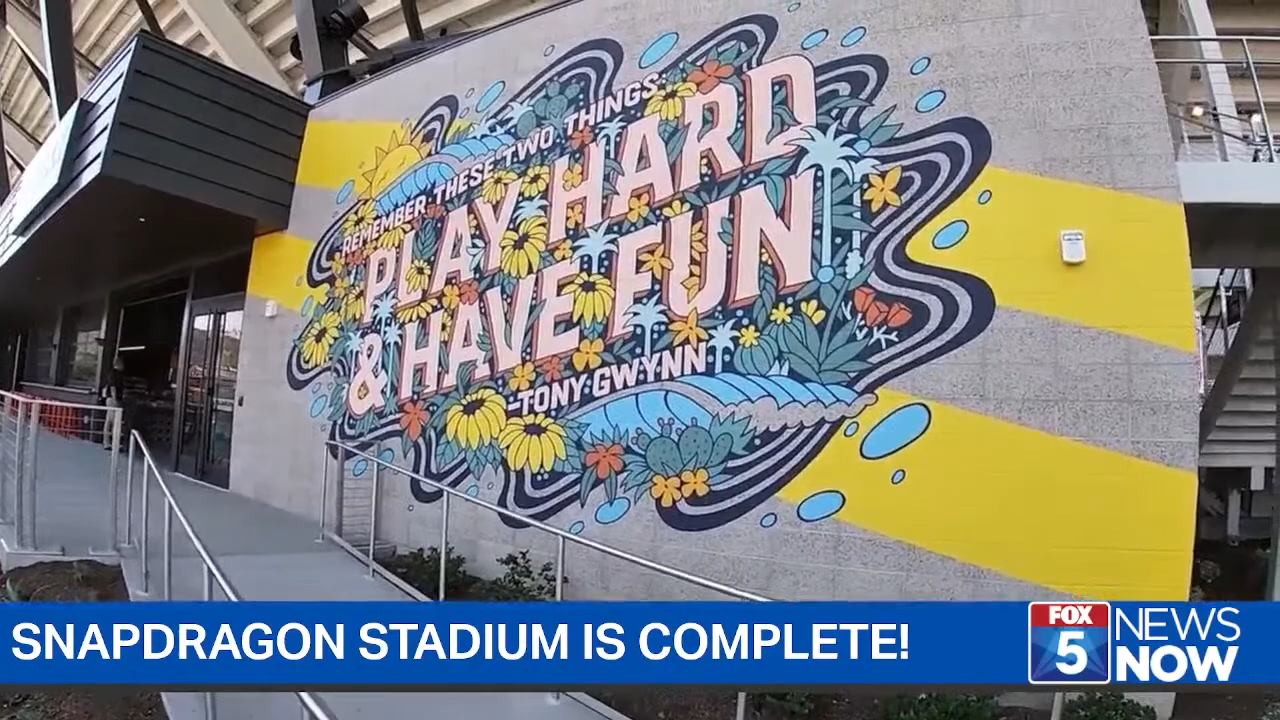 REMEMBER THESE TWO THINGS:
PLAY HARD
& HAVE FUN
-TONY GWYNN
SNAPDRAGON STADIUM IS COMPLETE!
FOX
5
NEWS
NOW